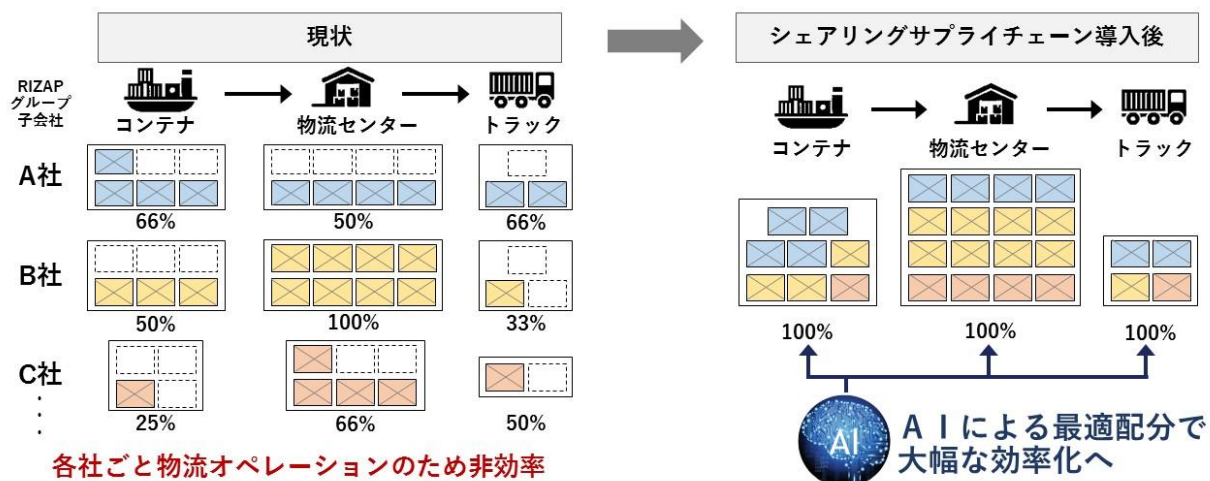 現状
シェアリングサプライチェーン導入後
RIZAP
グループ
子会社
コンテナ
物流センター
トラック
コンテナ
物流センター
トラック
A社
66%
50%
66%
B社
50%
100%
33%
C社
25%
66%
50%
・
・
・
各社ごと物流オペレーションのため非効率
100%
100%
100%
AI
ＡＩによる最適配分で
大幅な効率化へ